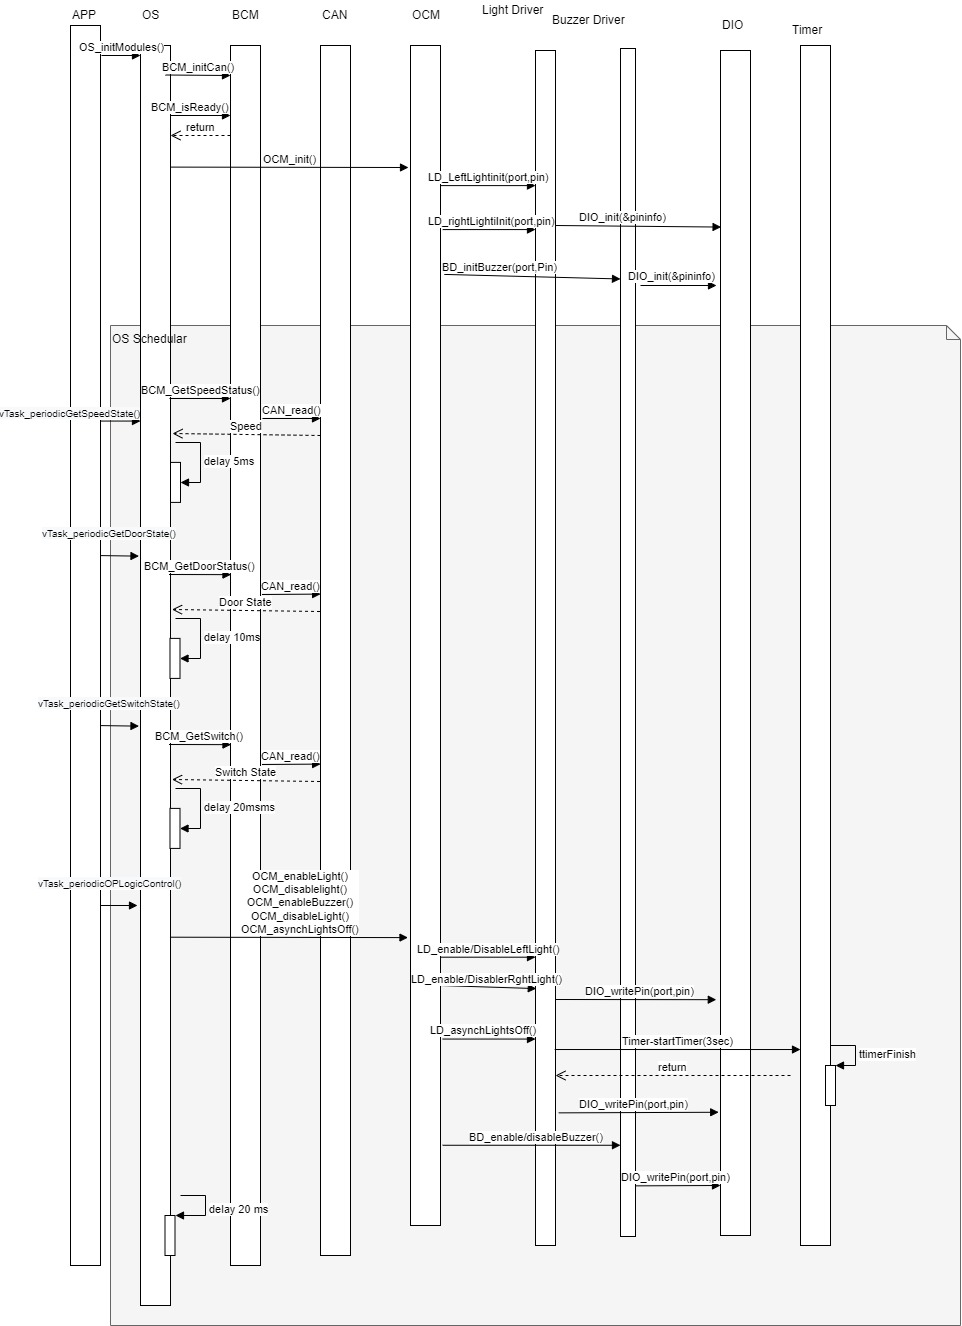 APP
OS
BCM
CAN
OCM
Light Driver
Buzzer Driver
DIO
Timer
OS_initModules()
BCM_initCan()
BCM_isReady()
return
OCM_init()
LD_LeftLightinit(port,pin)
LD_rightLightiInit(port,pin)
DIO_init(&pininfo)
BD_initBuzzer(port,Pin)
DIO_init(&pininfo)
OS Schedular
BCM_GetSpeedStatus()
vTask_periodicGetSpeedState()
CAN_read()
Speed
delay 5ms
vTask_periodicGetDoorState()
BCM_GetDoorStatus()
CAN_read()
Door State
delay 10ms
vTask_periodicGetSwitchState()
BCM_GetSwitch()
CAN_read()
Switch State
delay 20msms
vTask_periodicOPLogicControl()
OCM_enableLight()
OCM_disablelight()
OCM_enableBuzzer()
OCM_disableLight()
OCM_asynchLightsOff()
LD_enable/DisableLeftLight()
LD_enable/DisablerRghtLight()
DIO_writePin(port,pin)
LD_asynchLightsOff()
Timer-startTimer(3sec)
ttimerFinish
return
DIO_writePin(port,pin)
BD_enable/disableBuzzer()
DIO_writePin(port,pin)
delay 20 ms